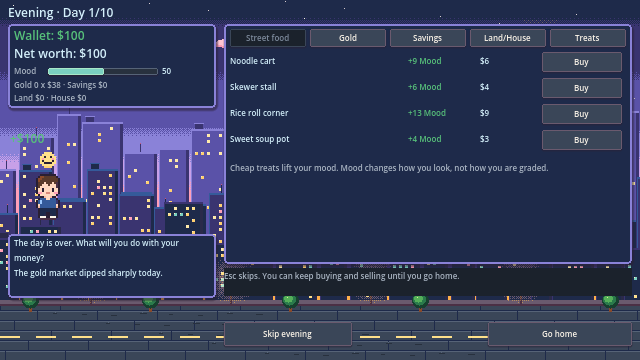 Evening · Day 1/10
Wallet: $100
Net worth: $100
Mood 50
Gold 0 x $38 · Savings $0
Land $0 · House $0
+$100
Street food Gold Savings Land/House Treats
Noodle cart +9 Mood $6 Buy
Skewer stall +6 Mood $4 Buy
Rice roll corner +13 Mood $9 Buy
Sweet soup pot +4 Mood $3 Buy
Cheap treats lift your mood. Mood changes how you look, not how you are graded.
The day is over. What will you do with your
money?
The gold market dipped sharply today.
Esc skips. You can keep buying and selling until you go home.
Skip evening Go home